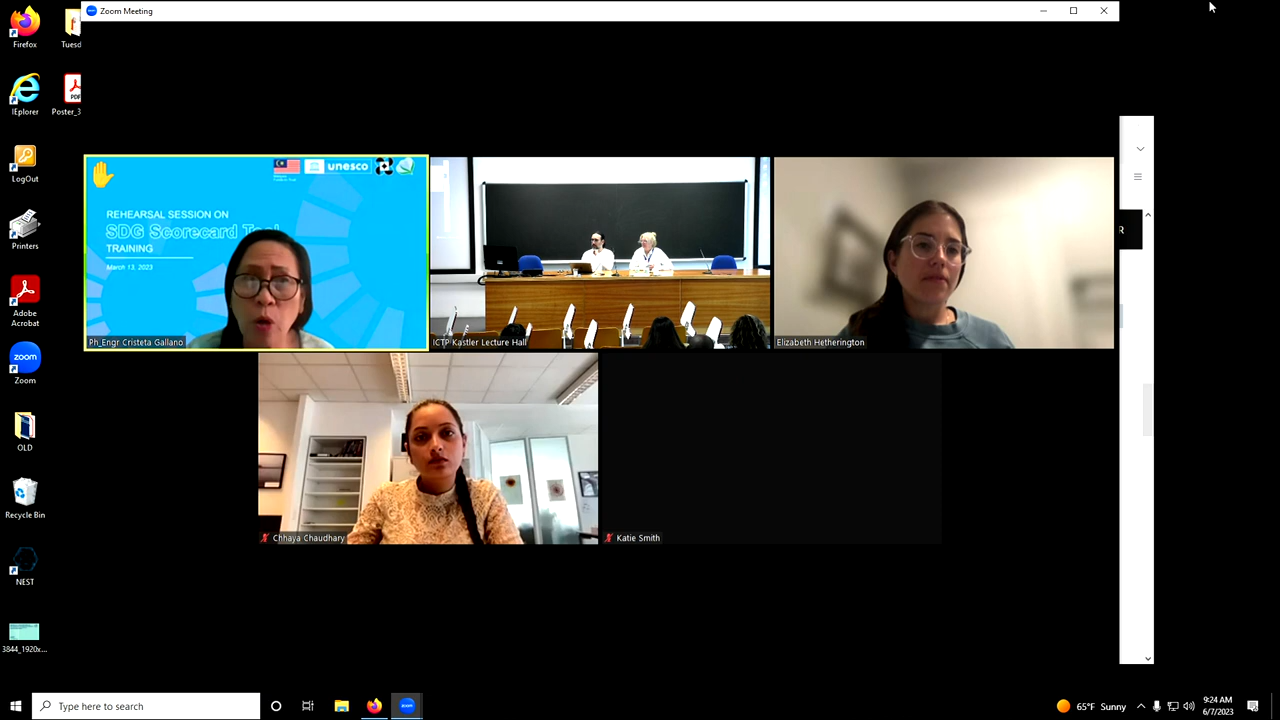 Zoom Meeting
Firefox
Tuesd
IEplorer
Poster_3
LogOut
Printers
Adobe
Acrobat
Zoom
OLD
Recycle Bin
NEST
3844_1920x...
unesco
REHEARSAL SESSION ON
SDG Scorecard Tool
TRAINING
March 13, 2023
Ph_Engr Cristeta Gallano
ICTP Kastler Lecture Hall
Elizabeth Hetherington
Chhaya Chaudhary
Katie Smith
R
Type here to search
65°F Sunny
9:24 AM
6/7/2023